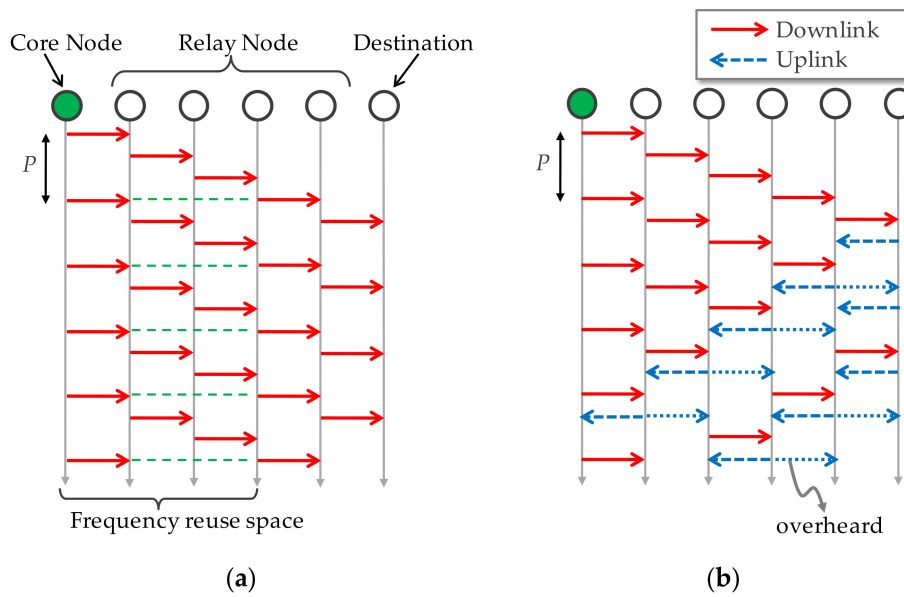 Core Node
Relay Node
Destination
P
Frequency reuse space
(a)
Downlink
Uplink
P
overheard
(b)